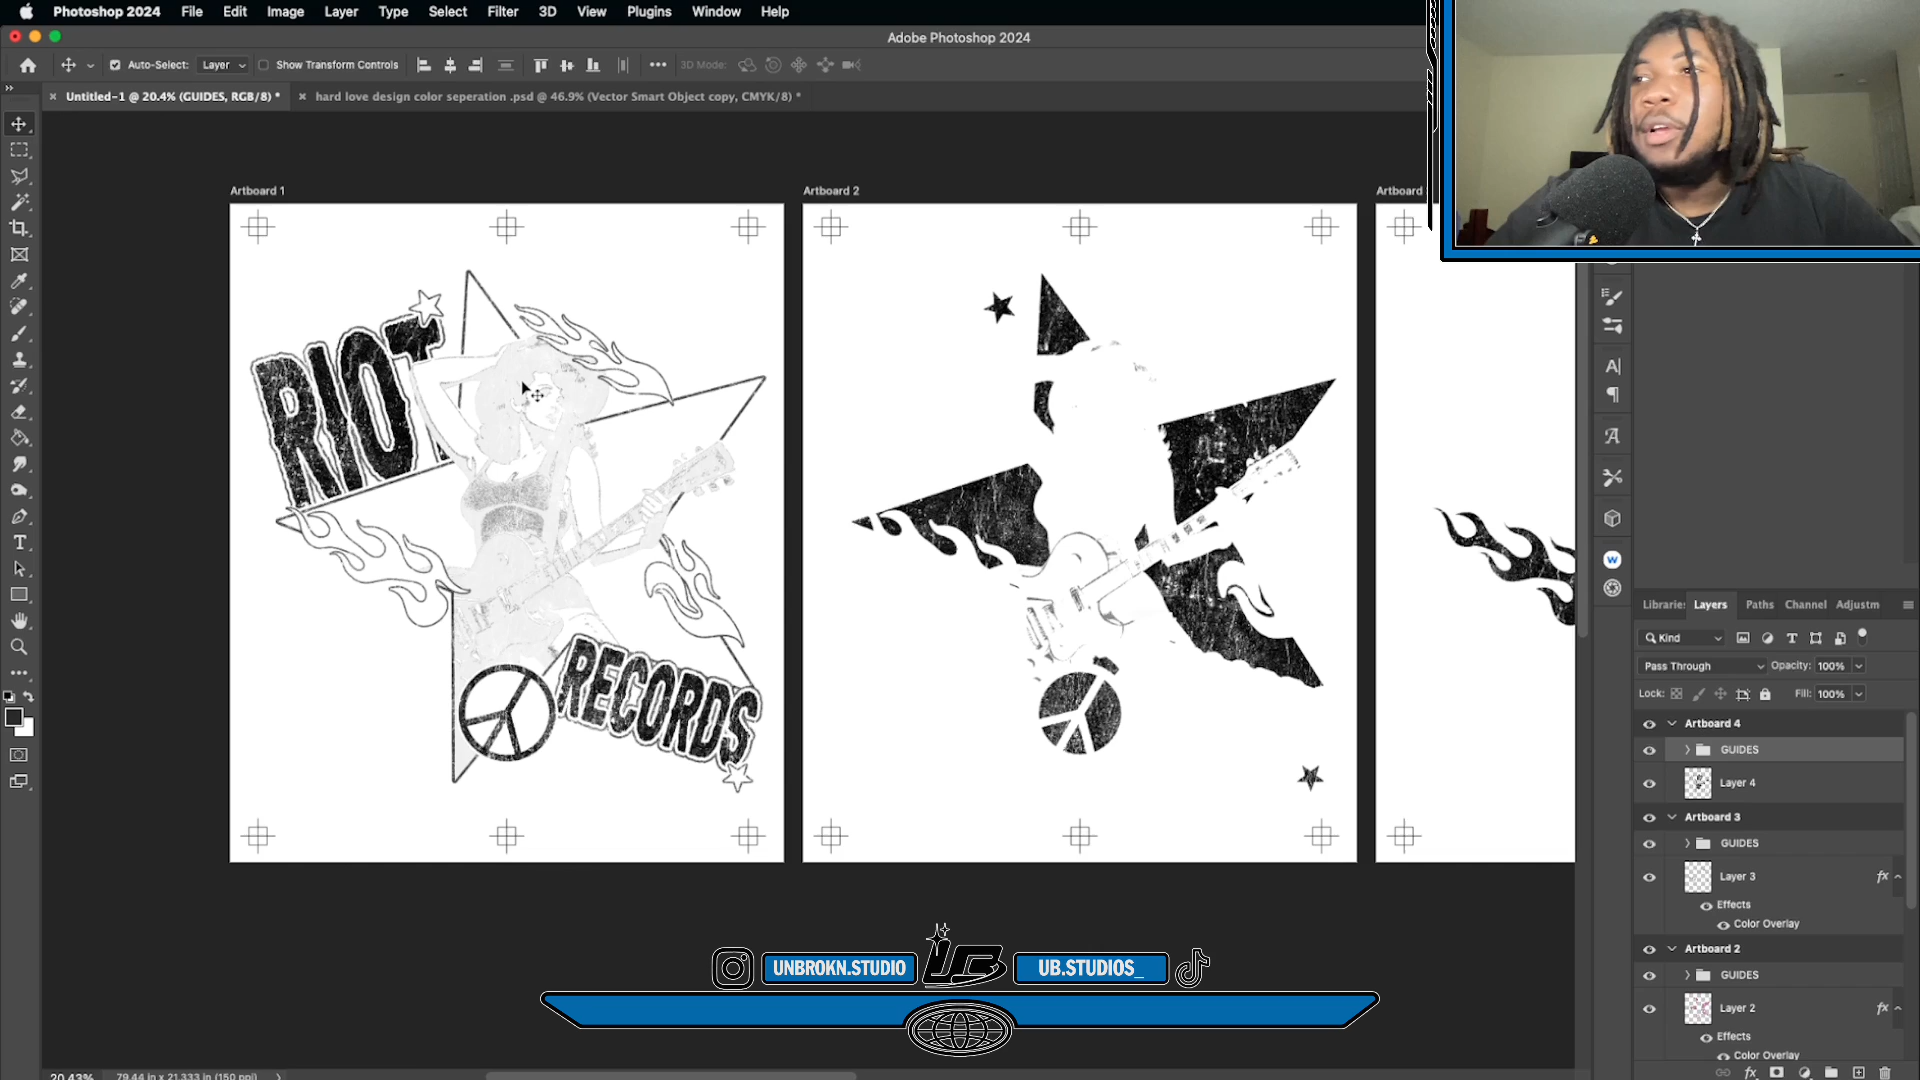 Photoshop 2024 File Edit Image Layer Type Select Filter 3D View Plugins Window Help
Adobe Photoshop 2024
Auto-Select: Layer Show Transform Controls 3D Mode:
Untitled-1 @ 20.4% (GUIDES, RGB/8) * hard love design color seperation .psd @ 46.9% (Vector Smart Object copy, CMYK/8) *
Artboard 1 Artboard 2 Artboard
RIOT
RECORDS
Librarie: Layers Paths Channel Adjustm
Kind
Pass Through Opacity: 100%
Lock: Fill: 100%
Artboard 4
GUIDES
Layer 4
Artboard 3
GUIDES
Layer 3 fx
Effects
Color Overlay
Artboard 2
GUIDES
Layer 2 fx
Effects
Color Overlay
UNBROKN.STUDIO UB UB.STUDIOS_
20.43% 79.44 in x 21.333 in (150 ppi)